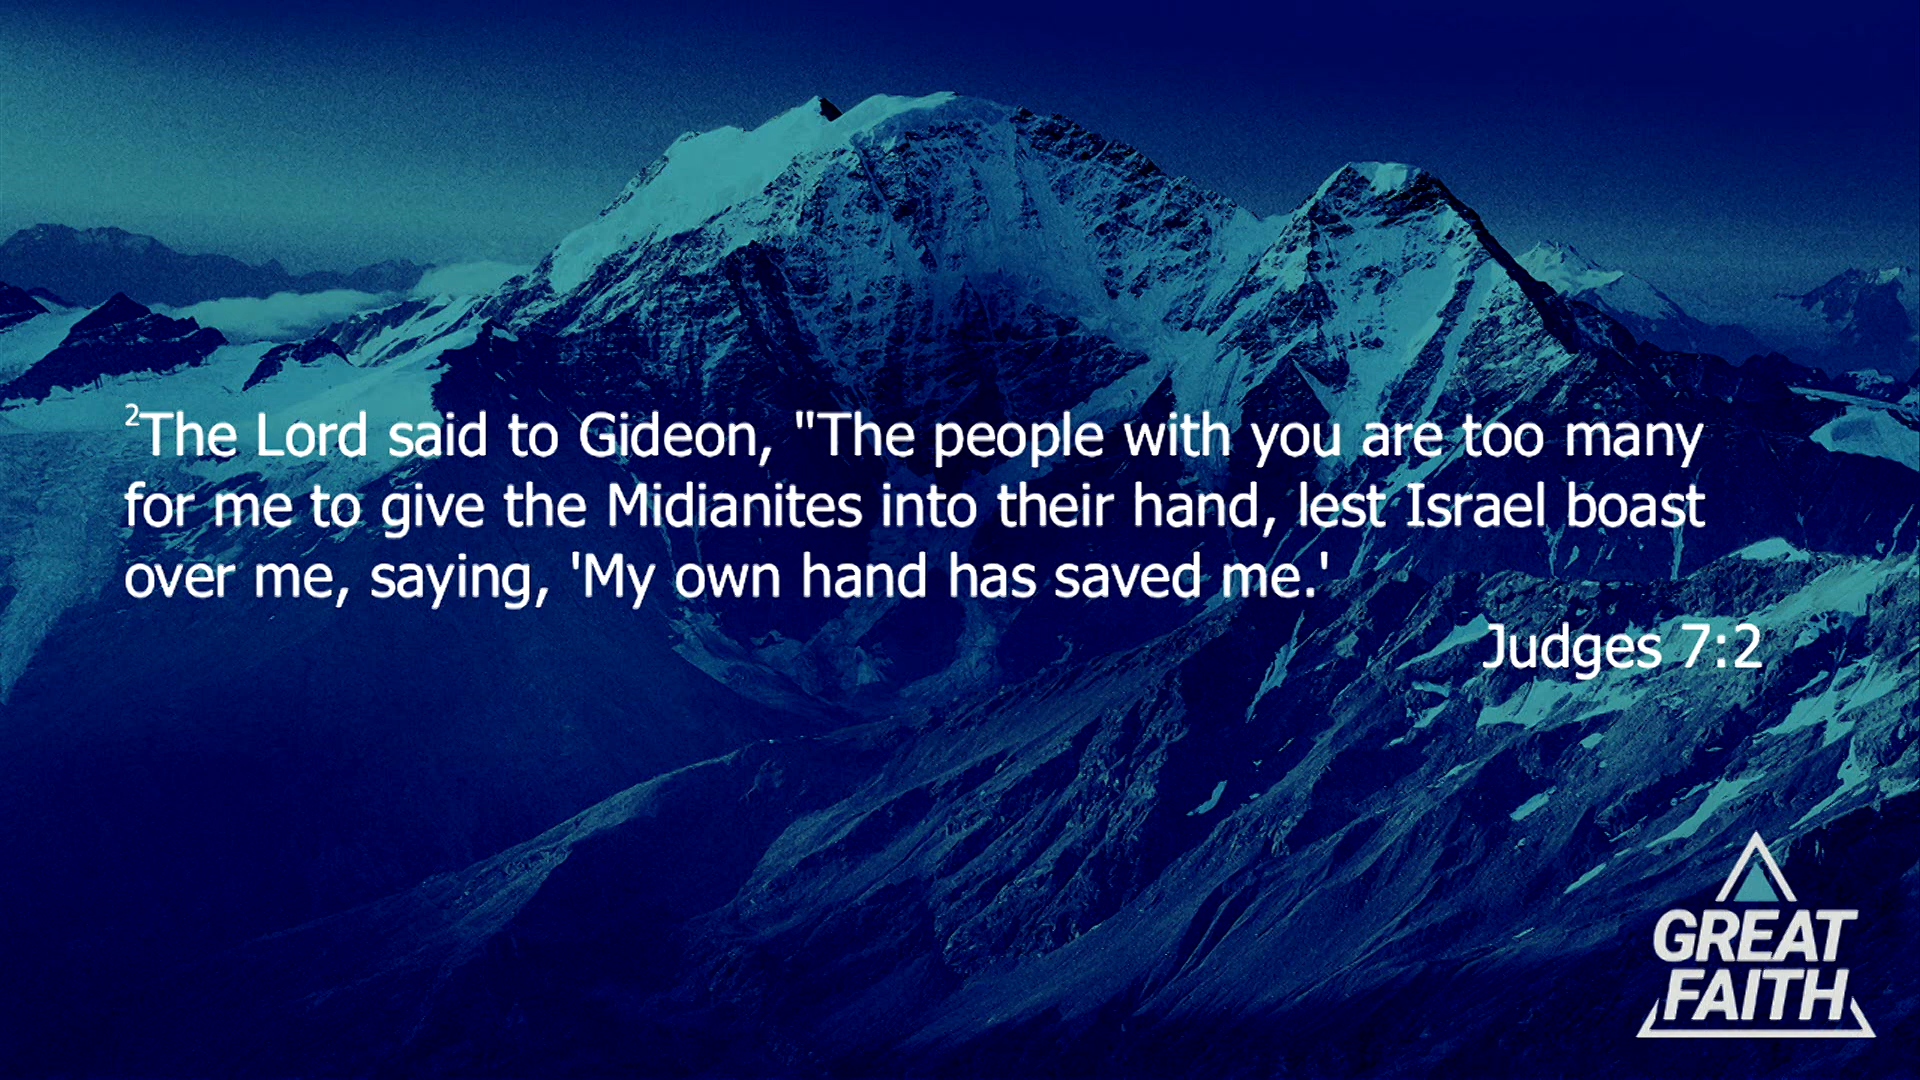 ²The Lord said to Gideon, "The people with you are too many
for me to give the Midianites into their hand, lest Israel boast
over me, saying, 'My own hand has saved me.'
Judges 7:2
GREAT
FAITH